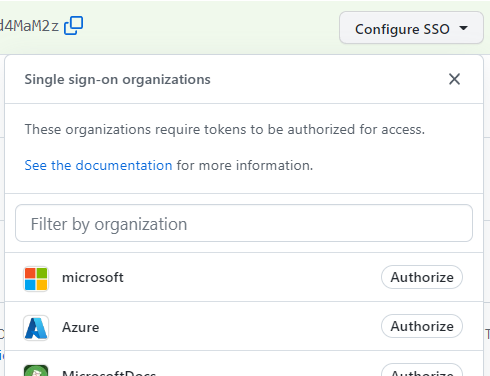 d4MaM2z
Configure SSO
Single sign-on organizations
These organizations require tokens to be authorized for access.
See the documentation for more information.
Filter by organization
microsoft Authorize
Azure Authorize
MicrosoftDocs Authorize